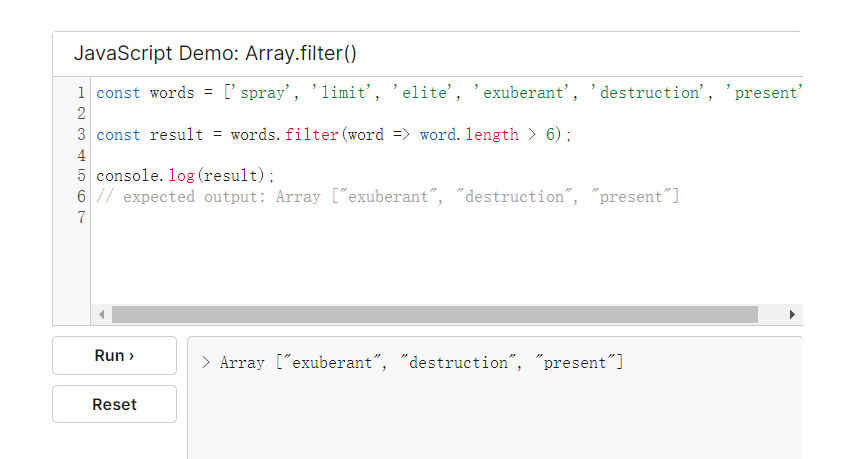 JavaScript Demo: Array.filter()
1 const words = ['spray', 'limit', 'elite', 'exuberant', 'destruction', 'present'
2
3 const result = words.filter(word => word.length > 6);
4
5 console.log(result);
6 // expected output: Array ["exuberant", "destruction", "present"]
7
Run ›
> Array ["exuberant", "destruction", "present"]
Reset